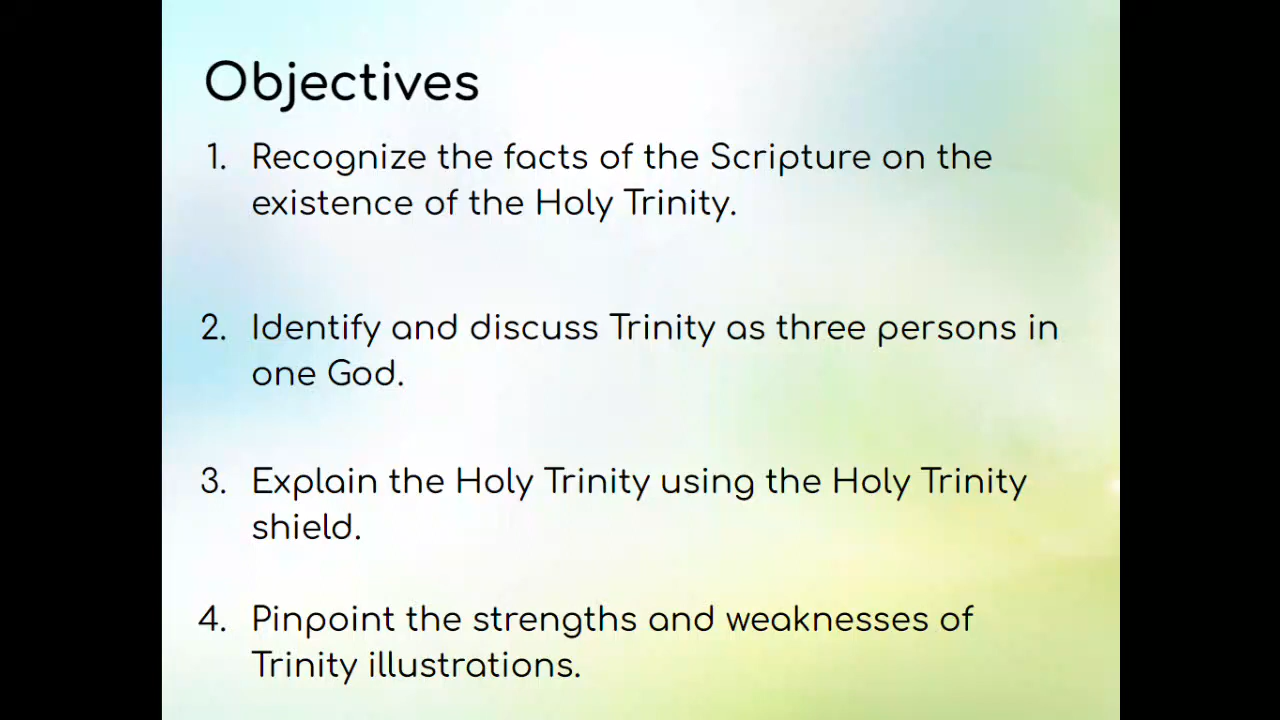 Objectives
1. Recognize the facts of the Scripture on the
existence of the Holy Trinity.
2. Identify and discuss Trinity as three persons in
one God.
3. Explain the Holy Trinity using the Holy Trinity
shield.
4. Pinpoint the strengths and weaknesses of
Trinity illustrations.